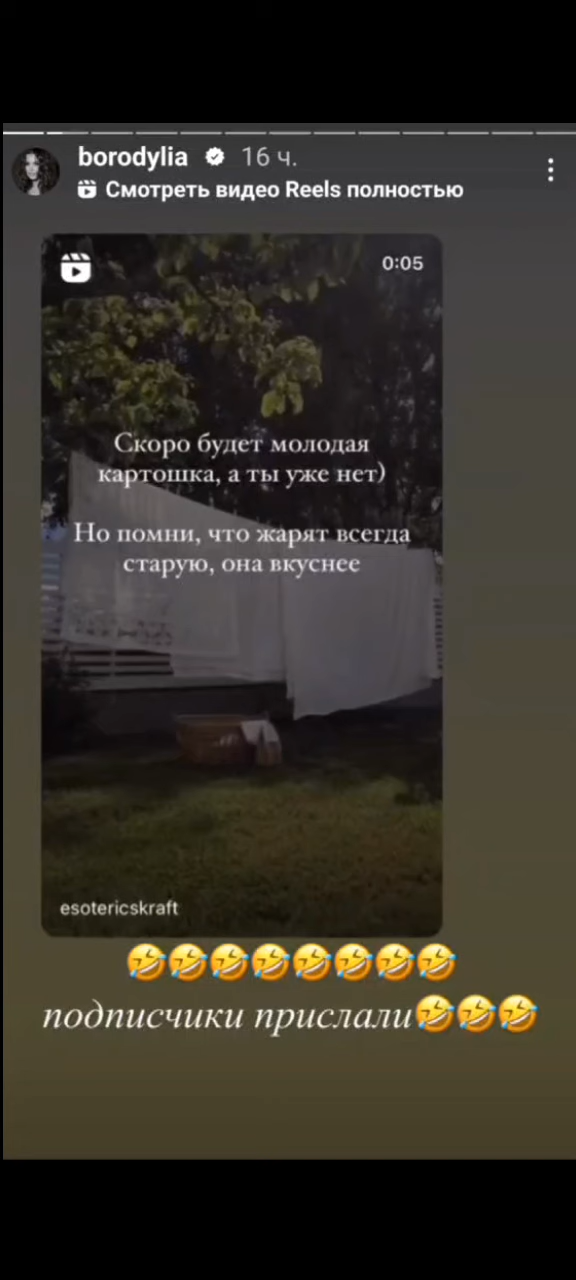 borodylia 16 ч.
Смотреть видео Reels полностью
0:05
Скоро будет молодая
картошка, а ты уже нет)
Но помни, что жарят всегда
старую, она вкуснее
esotericskraft
🤣🤣🤣🤣🤣🤣🤣🤣
подписчики прислали🤣🤣🤣